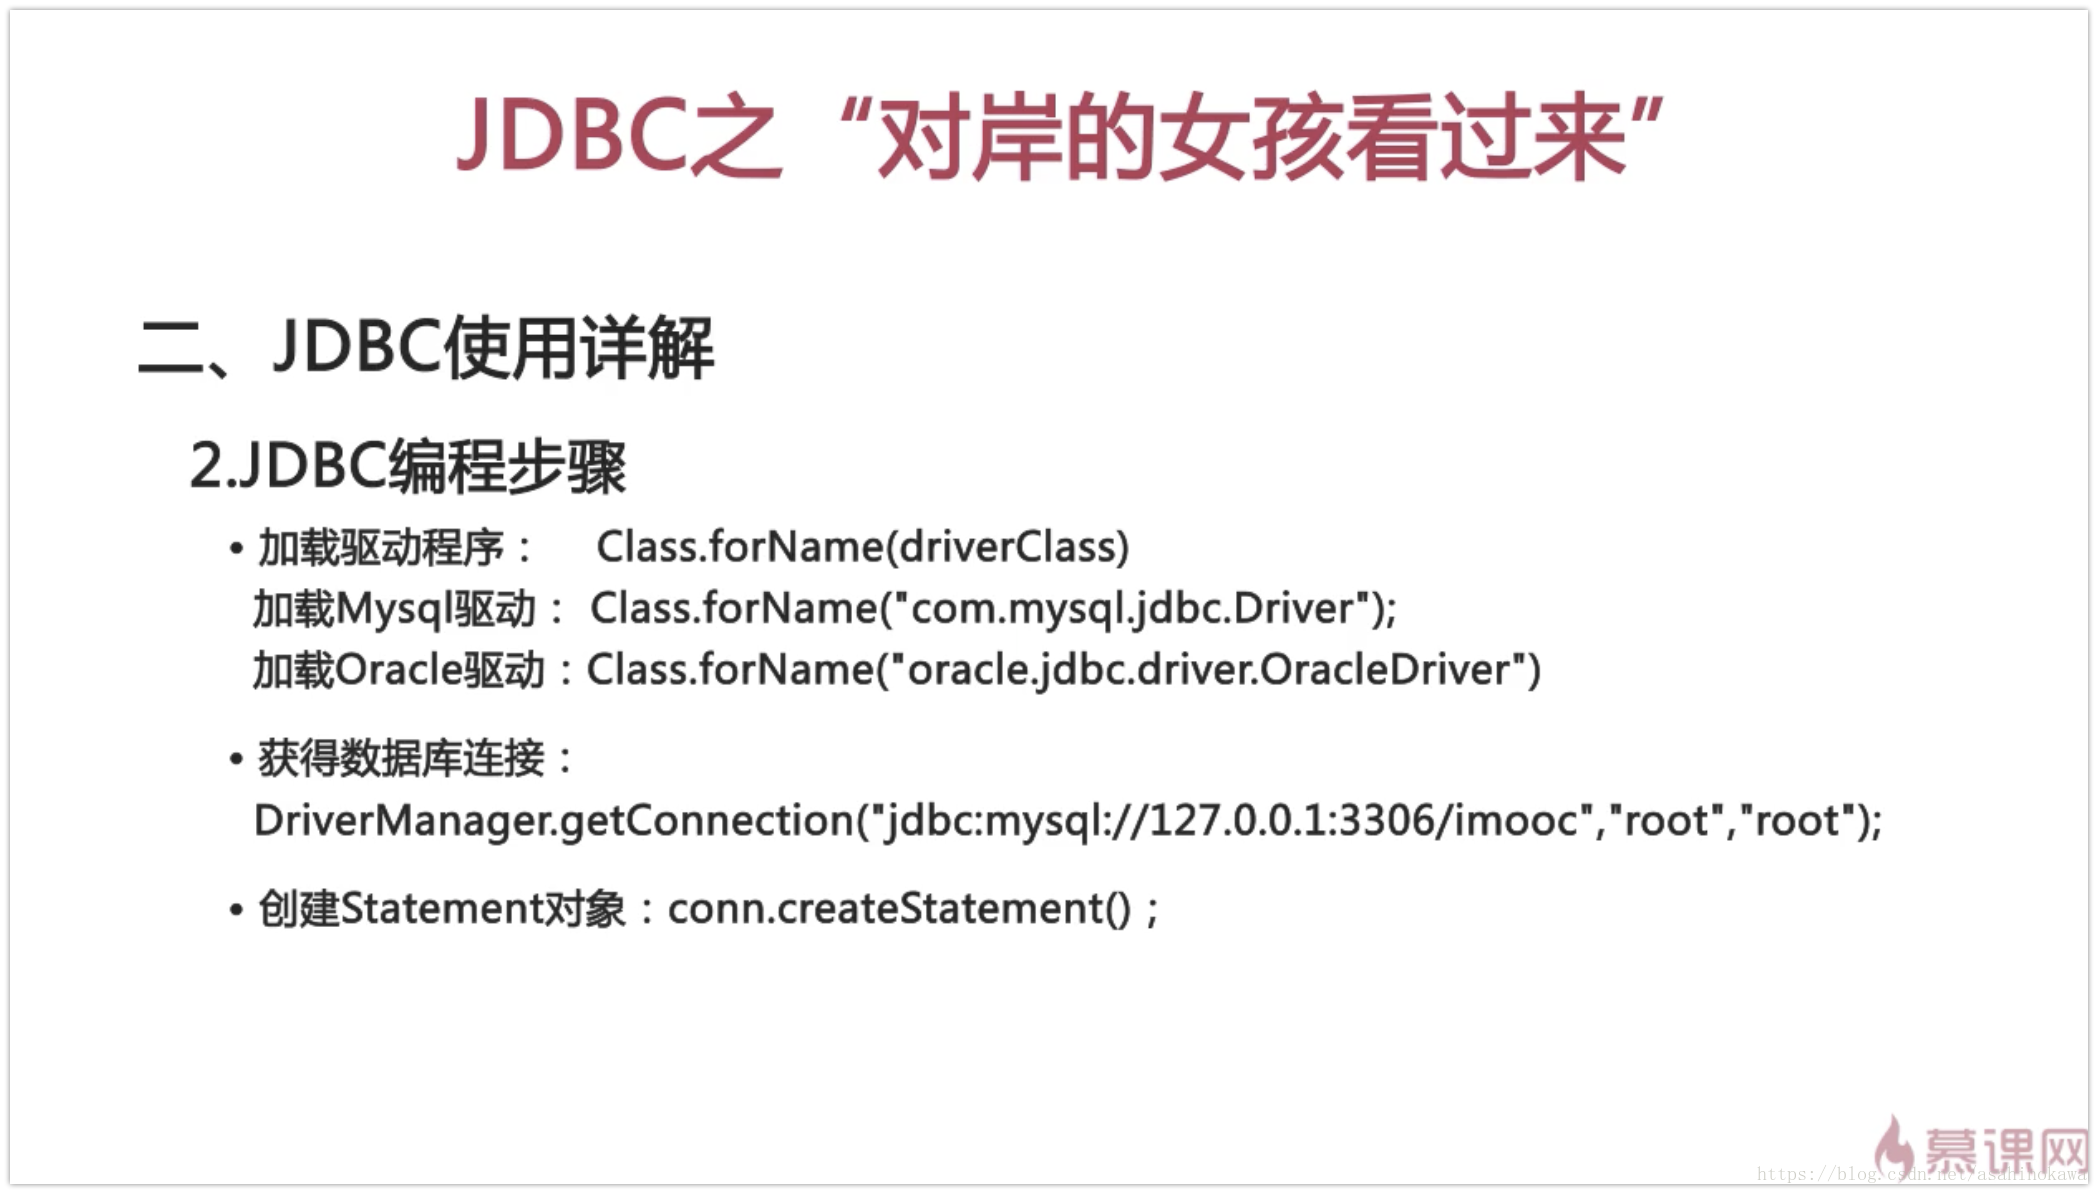 JDBC之“对岸的女孩看过来”
二、JDBC使用详解
2.JDBC编程步骤
• 加载驱动程序： Class.forName(driverClass)
加载Mysql驱动： Class.forName("com.mysql.jdbc.Driver");
加载Oracle驱动：Class.forName("oracle.jdbc.driver.OracleDriver")
• 获得数据库连接：
DriverManager.getConnection("jdbc:mysql://127.0.0.1:3306/imooc","root","root");
• 创建Statement对象：conn.createStatement()；
慕课网
https://blog.csdn.net/asahinokawa